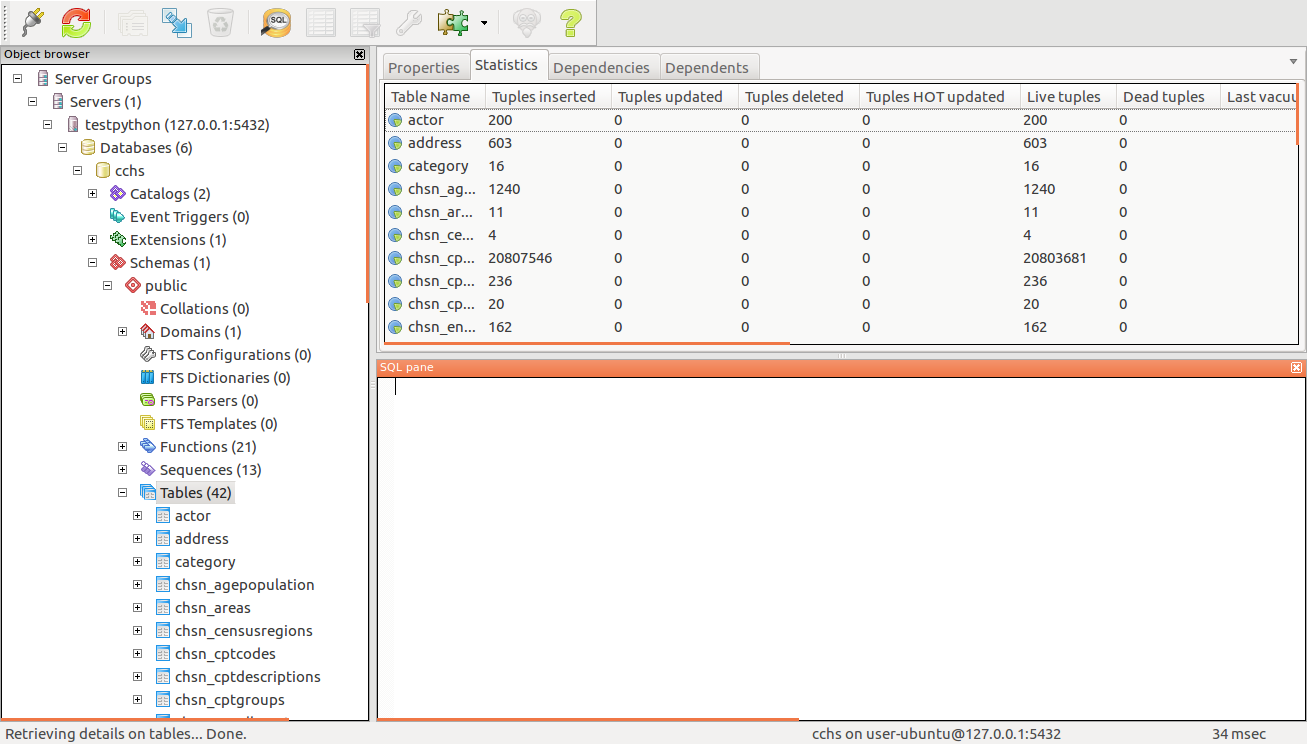 SQL
Object browser
Server Groups
Servers (1)
testpython (127.0.0.1:5432)
Databases (6)
cchs
Catalogs (2)
Event Triggers (0)
Extensions (1)
Schemas (1)
public
Collations (0)
Domains (1)
FTS Configurations (0)
FTS Dictionaries (0)
FTS Parsers (0)
FTS Templates (0)
Functions (21)
Sequences (13)
Tables (42)
actor
address
category
chsn_agepopulation
chsn_areas
chsn_censusregions
chsn_cptcodes
chsn_cptdescriptions
chsn_cptgroups
Properties Statistics Dependencies Dependents
Table Name Tuples inserted Tuples updated Tuples deleted Tuples HOT updated Live tuples Dead tuples Last vacuu
actor 200 0 0 0 200 0
address 603 0 0 0 603 0
category 16 0 0 0 16 0
chsn_ag... 1240 0 0 0 1240 0
chsn_ar... 11 0 0 0 11 0
chsn_ce... 4 0 0 0 4 0
chsn_cp... 20807546 0 0 0 20803681 0
chsn_cp... 236 0 0 0 236 0
chsn_cp... 20 0 0 0 20 0
chsn_en... 162 0 0 0 162 0
SQL pane
Retrieving details on tables... Done. cchs on user-ubuntu@127.0.0.1:5432 34 msec